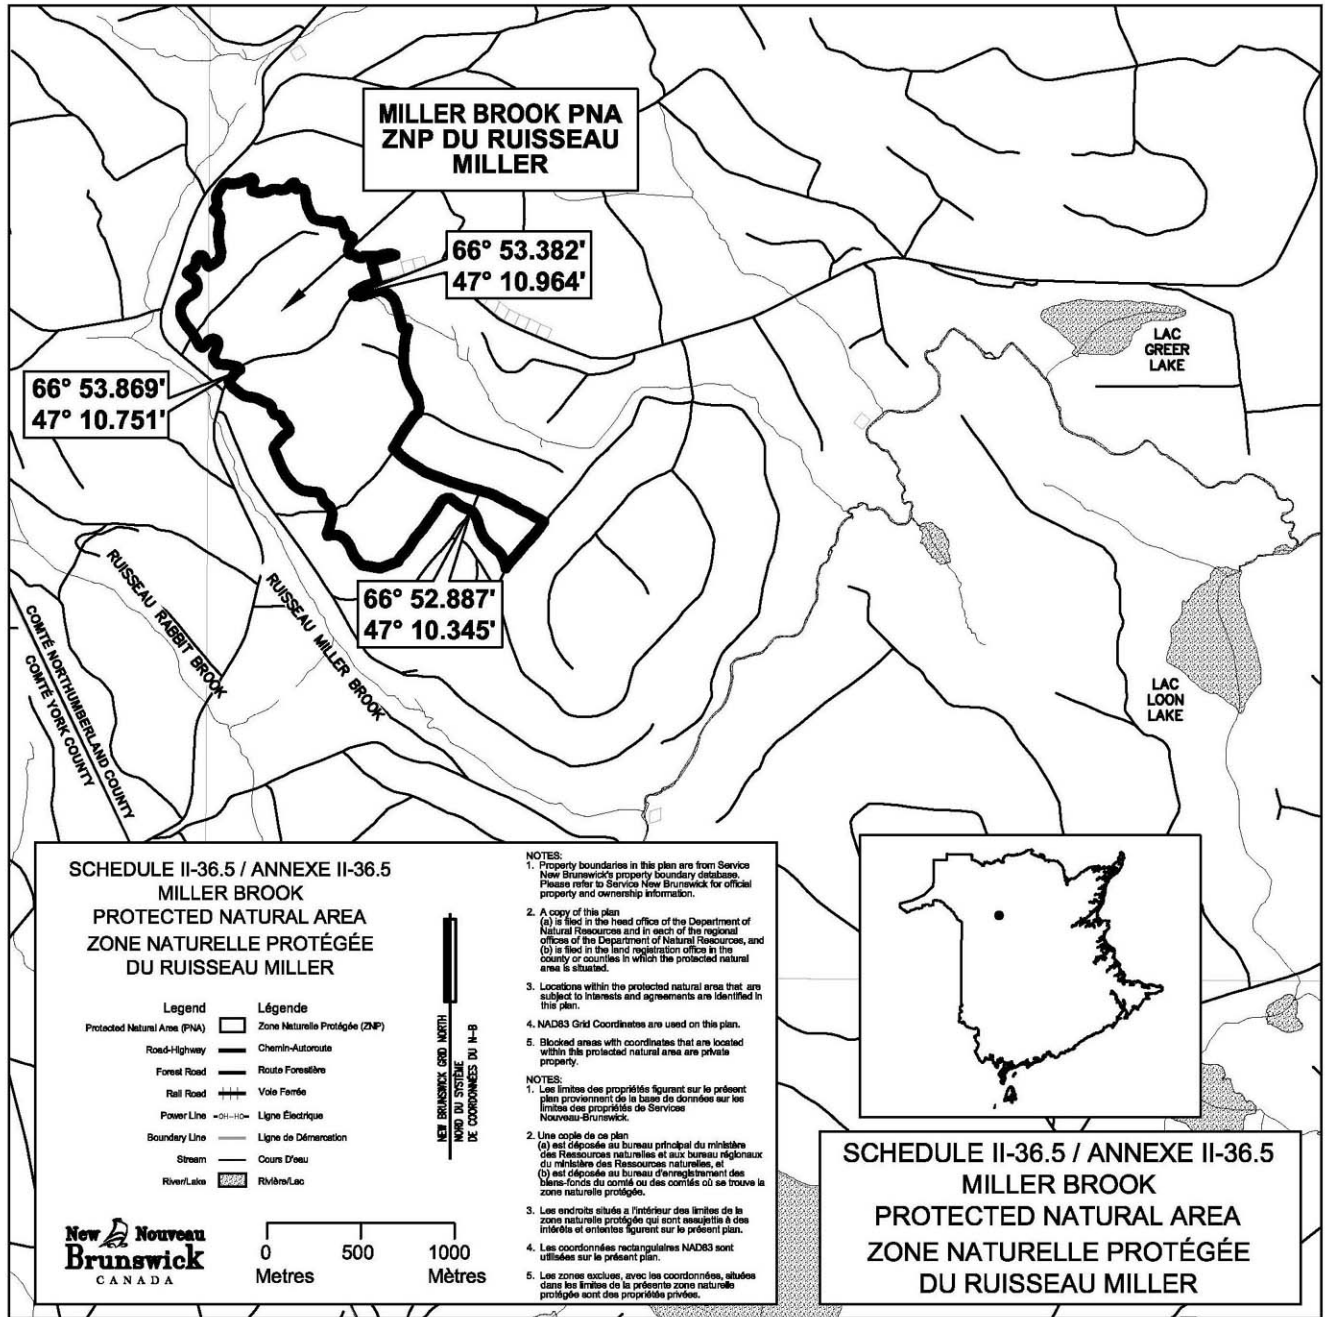 MILLER BROOK PNA
ZNP DU RUISSEAU
MILLER
66° 53.382'
47° 10.964'
LAC
GREER
LAKE
66° 53.869'
47° 10.751'
66° 52.887'
47° 10.345'
RUISSEAU RABBIT BROOK
RUISSEAU MILLER BROOK
COMTÉ NORTHUMBERLAND COUNTY
COMTÉ YORK COUNTY
LAC
LOON
LAKE
SCHEDULE II-36.5 / ANNEXE II-36.5
MILLER BROOK
PROTECTED NATURAL AREA
ZONE NATURELLE PROTÉGÉE
DU RUISSEAU MILLER
Legend Légende
Protected Natural Area (PNA) Zone Naturelle Protégée (ZNP)
Road-Highway Chemin-Autoroute
Forest Road Route Forestière
Rail Road Voie Ferrée
Power Line -OH-HO- Ligne Électrique
Boundary Line Ligne de Démarcation
Stream Cours D'eau
River/Lake Rivière/Lac
NEW BRUNSWICK GRID NORTH
NORD DU SYSTÈME
DE COORDONNÉES DU N-B
New Nouveau
Brunswick
CANADA
0 500 1000
Metres Mètres
NOTES:
1. Property boundaries in this plan are from Service
New Brunswick's property boundary database.
Please refer to Service New Brunswick for official
property and ownership information.
2. A copy of this plan
(a) is filed in the head office of the Department of
Natural Resources and in each of the regional
offices of the Department of Natural Resources, and
(b) is filed in the land registration office in the
county or counties in which the protected natural
area is situated.
3. Locations within the protected natural area that are
subject to interests and agreements are identified in
this plan.
4. NAD83 Grid Coordinates are used on this plan.
5. Blocked areas with coordinates that are located
within this protected natural area are private
property.
NOTES:
1. Les limites des propriétés figurant sur le présent
plan proviennent de la base de données sur les
limites des propriétés de Services
Nouveau-Brunswick.
2. Une copie de ce plan
(a) est déposée au bureau principal du ministère
des Ressources naturelles et aux bureau régionaux
du ministère des Ressources naturelles, et
(b) est déposée au bureau d'enregistrement des
biens-fonds du comté ou des comtés où se trouve la
zone naturelle protégée.
3. Les endroits situés a l'intérieur des limites de la
zone naturelle protégée qui sont assujettis à des
intérêts et ententes figurent sur le présent plan.
4. Les coordonnées rectangulaires NAD83 sont
utilisées sur le présent plan.
5. Les zones exclues, avec les coordonnées, situées
dans les limites de la présente zone naturelle
protégée sont des propriétés privées.
SCHEDULE II-36.5 / ANNEXE II-36.5
MILLER BROOK
PROTECTED NATURAL AREA
ZONE NATURELLE PROTÉGÉE
DU RUISSEAU MILLER